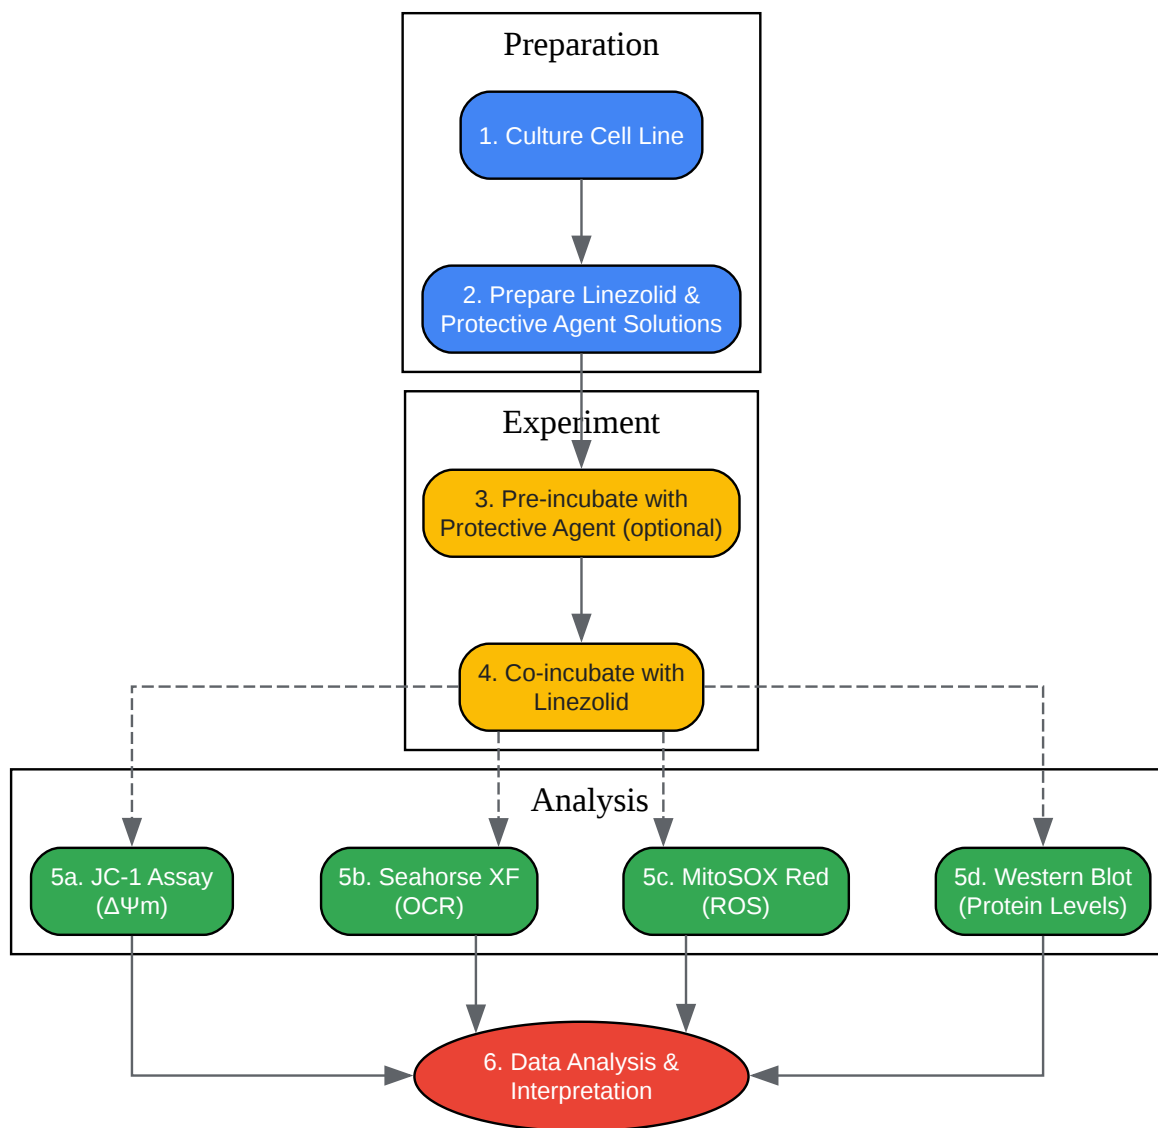 Preparation
1. Culture Cell Line
2. Prepare Linezolid &
Protective Agent Solutions
Experiment
3. Pre-incubate with
Protective Agent (optional)
4. Co-incubate with
Linezolid
Analysis
5a. JC-1 Assay
(ΔΨm)
5b. Seahorse XF
(OCR)
5c. MitoSOX Red
(ROS)
5d. Western Blot
(Protein Levels)
6. Data Analysis &
Interpretation